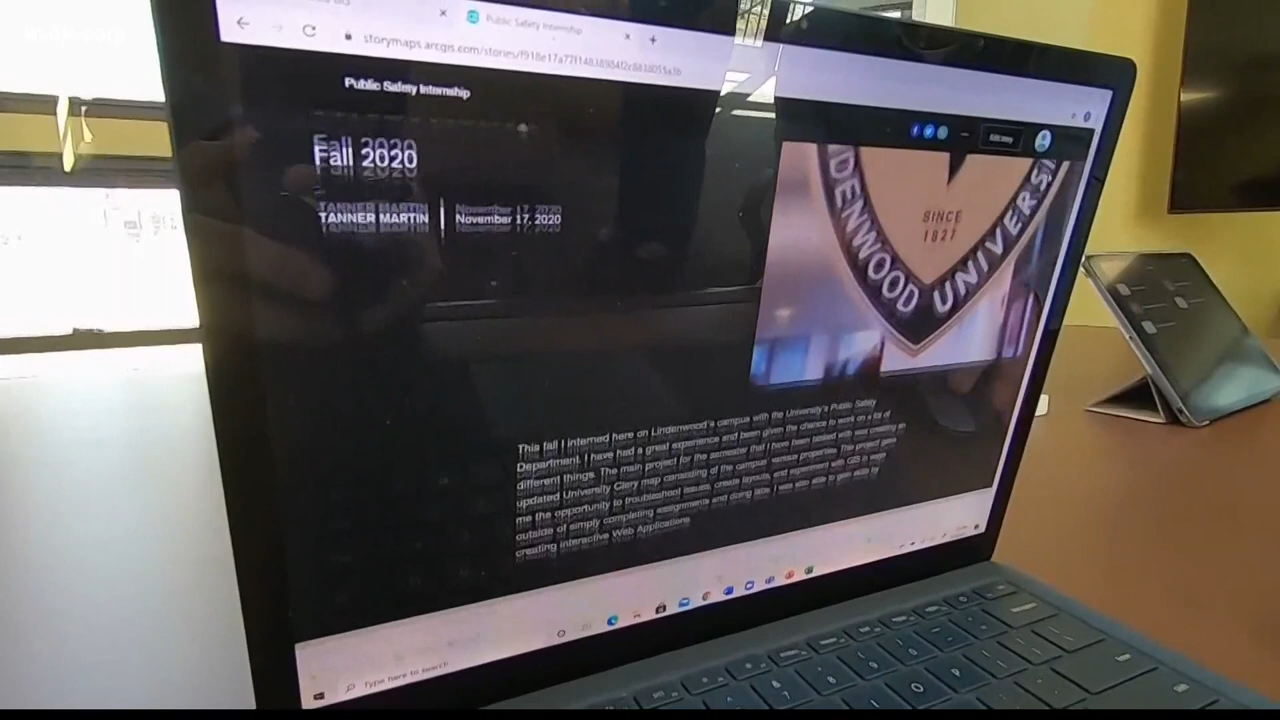 Public Safety Internship
storymaps.arcgis.com/stories/
Public Safety Internship
Fall 2020
TANNER MARTIN | November 17, 2020
Edit story
DENWOOD UNIVERSI
SINCE
1827
This fall I interned here on Lindenwood's campus with the University's Public Safety
Department. I have had a great experience and been given the chance to work on a lot of
different things. The main project for the semester that I have been tasked with was creating an
updated University Clery map consisting of the campus various properties. This project gave
me the opportunity to troubleshoot issues, create layouts, and experiment with GIS in ways
outside of simply completing assignments and doing labs. I was also able to gain skills by
creating interactive Web Applications.
Type here to search